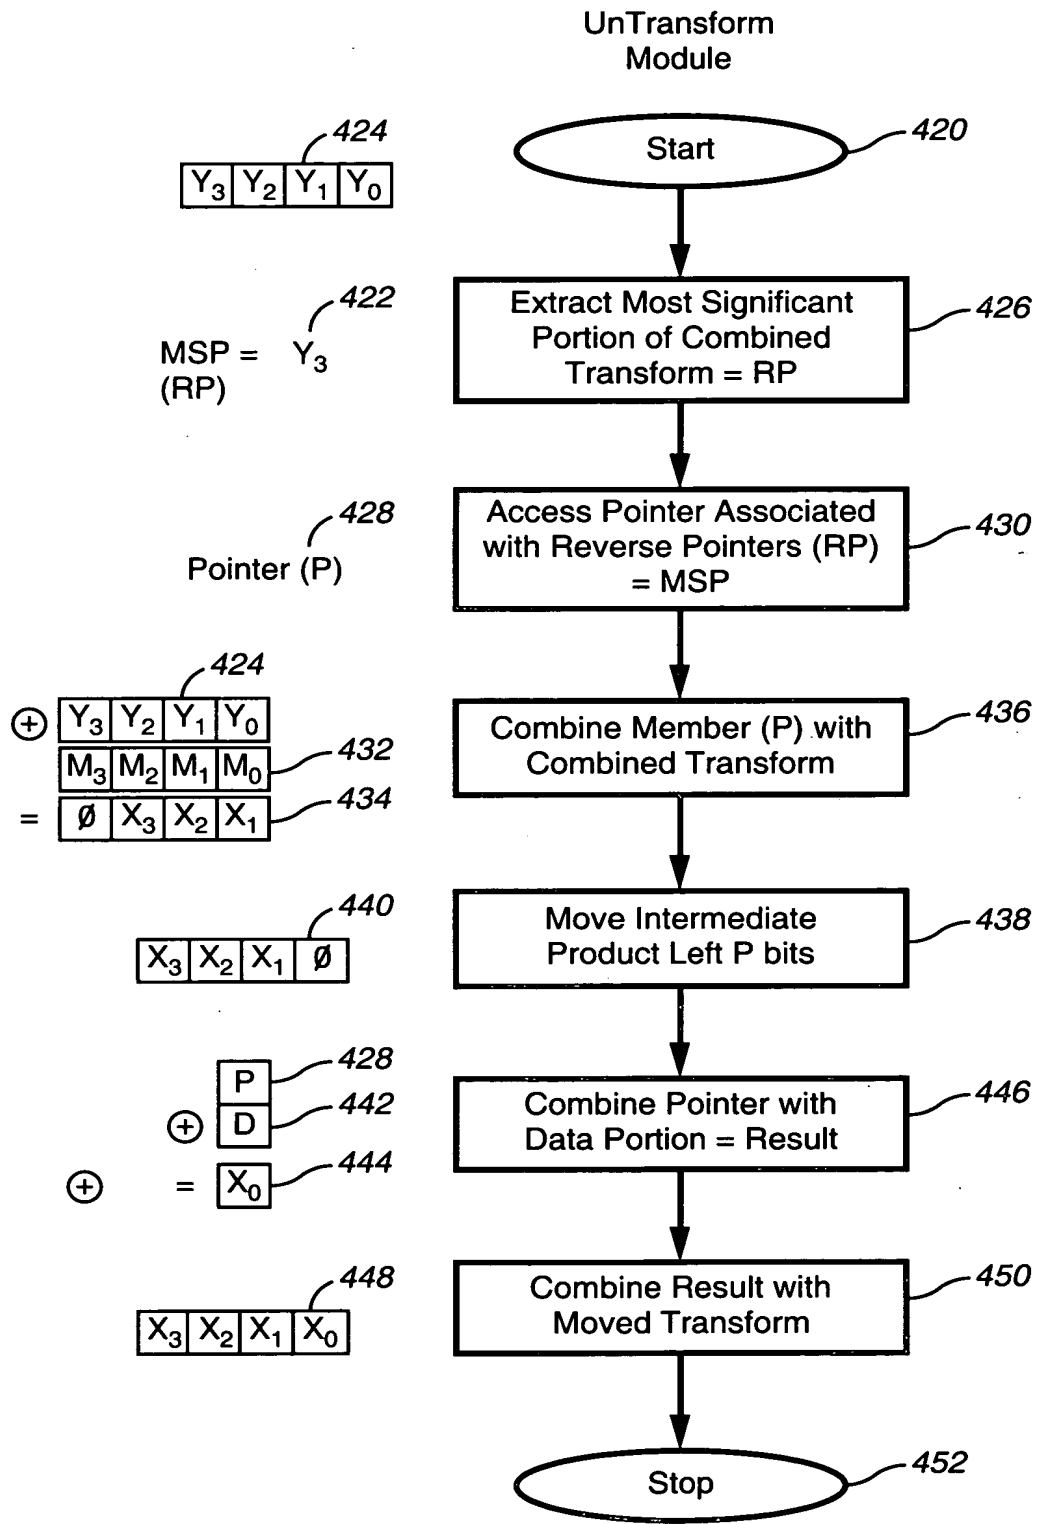 UnTransform
Module
424
Y3 Y2 Y1 Y0
Start
420
422
MSP = Y3
(RP)
Extract Most Significant
Portion of Combined
Transform = RP
426
428
Pointer (P)
Access Pointer Associated
with Reverse Pointers (RP)
= MSP
430
424
⊕ Y3 Y2 Y1 Y0
M3 M2 M1 M0 432
= Ø X3 X2 X1 434
Combine Member (P) with
Combined Transform
436
440
X3 X2 X1 Ø
Move Intermediate
Product Left P bits
438
P 428
⊕ D 442
⊕ = X0 444
Combine Pointer with
Data Portion = Result
446
448
X3 X2 X1 X0
Combine Result with
Moved Transform
450
Stop
452